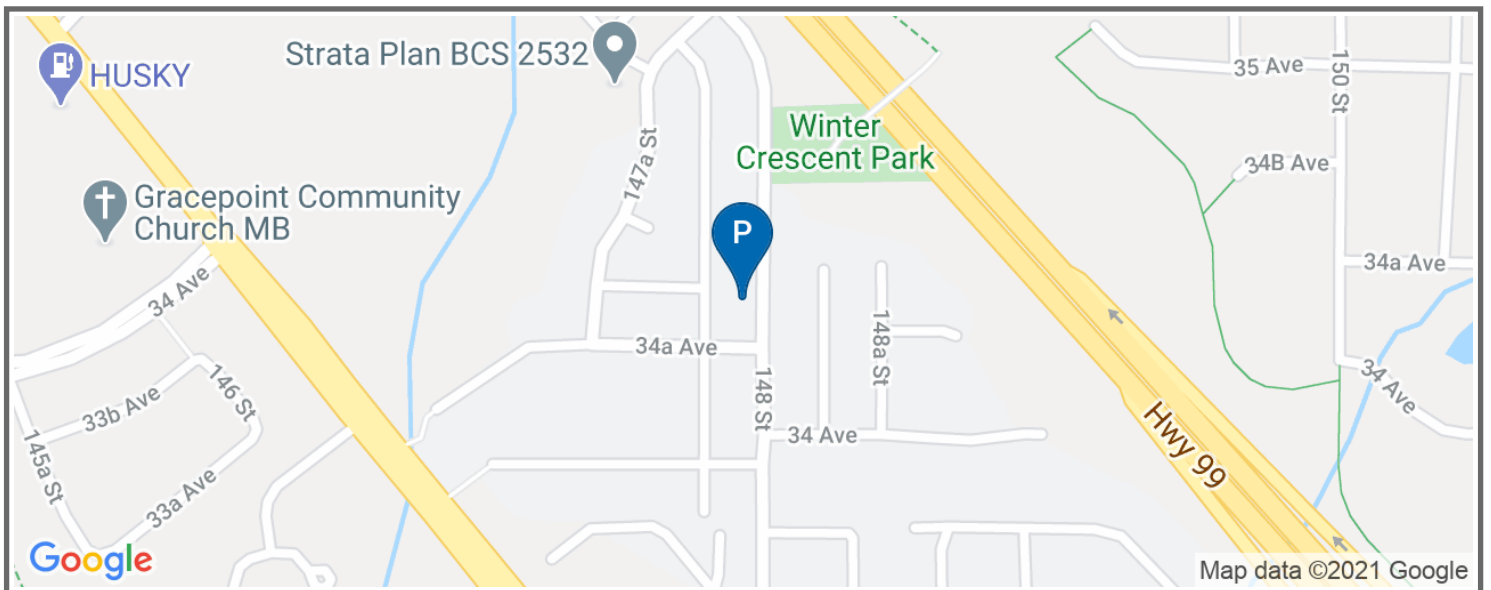 HUSKY
Strata Plan BCS 2532
35 Ave
150 St
Winter
Crescent Park
147a St
34B Ave
Gracepoint Community
Church MB
P
34 Ave
34a Ave
34a Ave
148a St
148 St
146 St
33b Ave
34 Ave
34 Ave
Hwy 99
145a St
33a Ave
Google
Map data ©2021 Google